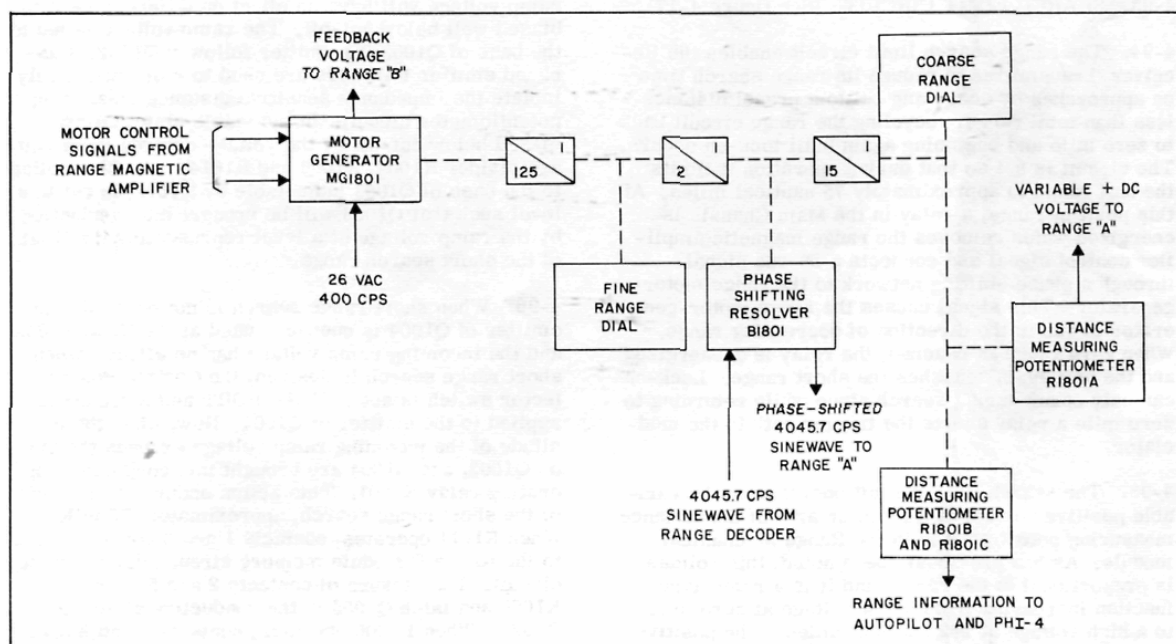 FEEDBACK
VOLTAGE
TO RANGE "B"
COARSE
RANGE
DIAL
MOTOR CONTROL
SIGNALS FROM
RANGE MAGNETIC
AMPLIFIER
MOTOR
GENERATOR
MG1801
125
2
15
VARIABLE + DC
VOLTAGE TO
RANGE "A"
26 VAC
400 CPS
FINE
RANGE
DIAL
PHASE
SHIFTING
RESOLVER
B1801
DISTANCE
MEASURING
POTENTIOMETER
R1801A
PHASE-SHIFTED
4045.7 CPS
SINEWAVE TO
RANGE "A"
4045.7 CPS
SINEWAVE FROM
RANGE DECODER
DISTANCE
MEASURING
POTENTIOMETER
R1801B
AND R1801C
RANGE INFORMATION TO
AUTOPILOT AND PHI-4